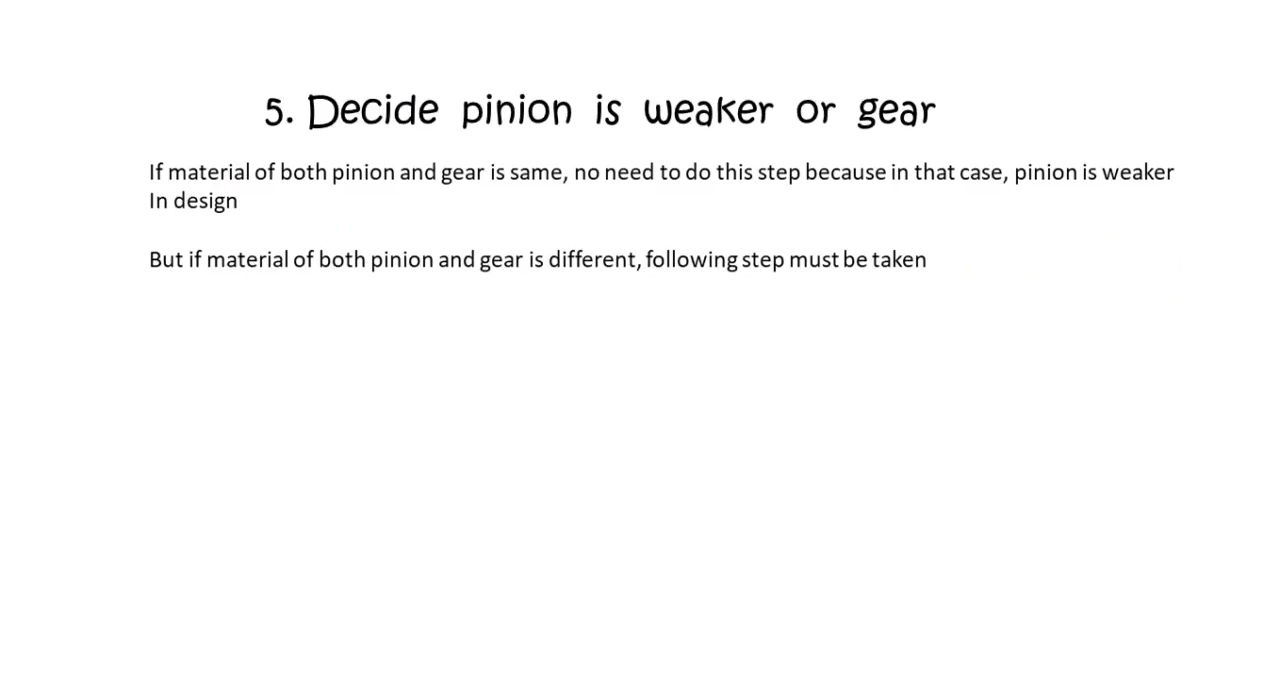 5. Decide pinion is weaker or gear
If material of both pinion and gear is same, no need to do this step because in that case, pinion is weaker
In design
But if material of both pinion and gear is different, following step must be taken